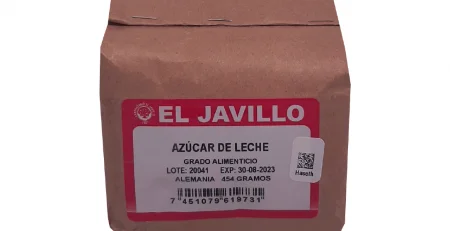 EL JAVILLO
AZÚCAR DE LECHE
GRADO ALIMENTICIO
LOTE: 20041 EXP: 30-08-2023
ALEMANIA 454 GRAMOS
7 451079 619731